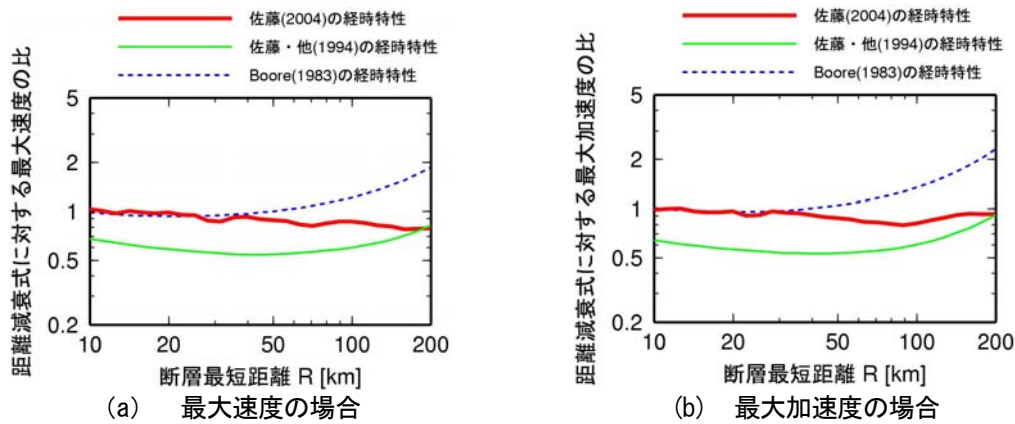 佐藤(2004)の経時特性
佐藤・他(1994)の経時特性
Boore(1983)の経時特性
距離減衰式に対する最大速度の比
5
2
1
0.5
0.2
10 20 50 100 200
断層最短距離 R [km]
(a) 最大速度の場合
佐藤(2004)の経時特性
佐藤・他(1994)の経時特性
Boore(1983)の経時特性
距離減衰式に対する最大加速度の比
5
2
1
0.5
0.2
10 20 50 100 200
断層最短距離 R [km]
(b) 最大加速度の場合